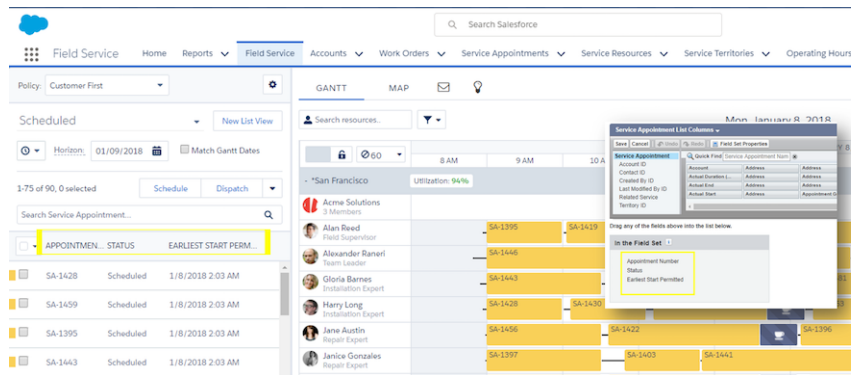 Search Salesforce
Field Service
Home
Reports
Field Service
Accounts
Work Orders
Service Appointments
Service Resources
Service Territories
Operating Hours
Policy: Customer First
GANTT
MAP
Scheduled
New List View
Search resources...
Mon, January 8, 2018
Horizon: 01/09/2018
Match Gantt Dates
60
8 AM
9 AM
10 A
1-75 of 90, 0 selected
Schedule
Dispatch
*San Francisco
Utilization: 94%
Search Service Appointment...
Acme Solutions
3 Members
APPOINTMEN... STATUS EARLIEST START PERM...
Alan Reed
Field Supervisor
SA-1395
SA-1419
Alexander Raneri
Team Leader
SA-1446
SA-1428 Scheduled 1/8/2018 2:03 AM
Gloria Barnes
Installation Expert
SA-1443
SA-1459 Scheduled 1/8/2018 2:03 AM
Harry Long
Installation Expert
SA-1428
SA-1430
SA-1395 Scheduled 1/8/2018 2:03 AM
Jane Austin
Repair Expert
SA-1456
SA-1422
SA-1396
SA-1443 Scheduled 1/8/2018 2:03 AM
Janice Gonzales
Repair Expert
SA-1397
SA-1403
SA-1441
Service Appointment List Columns
Save
Cancel
Undo
Redo
Field Set Properties
Service Appointment
Account ID
Contact ID
Created By ID
Last Modified By ID
Related Service
Territory ID
Quick Find Service Appointment Nam
Account Address Address
Actual Duration (... Address Address
Actual End Address Address
Actual Start Address Appointment
Drag any of the fields above into the list below.
In the Field Set
Appointment Number
Status
Earliest Start Permitted